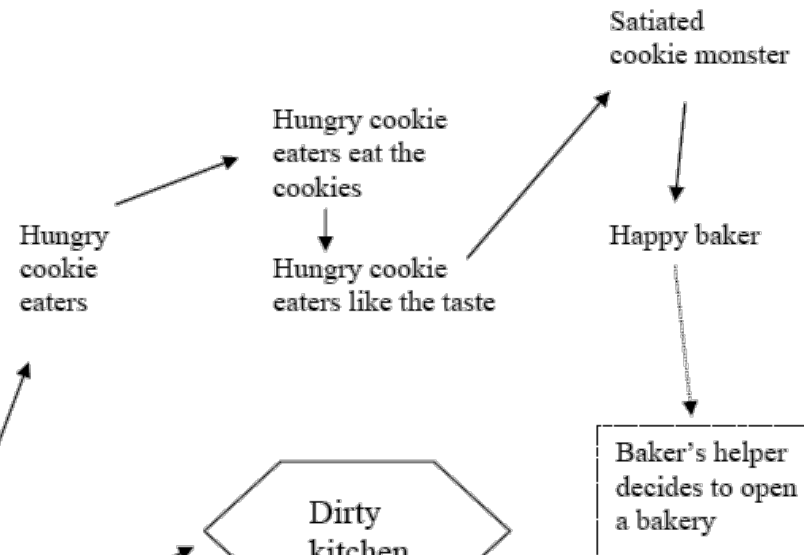 Satiated
cookie monster
Hungry cookie
eaters eat the
cookies
Hungry
cookie
eaters
Hungry cookie
eaters like the taste
Happy baker
Baker's helper
decides to open
a bakery
Dirty
kitchen